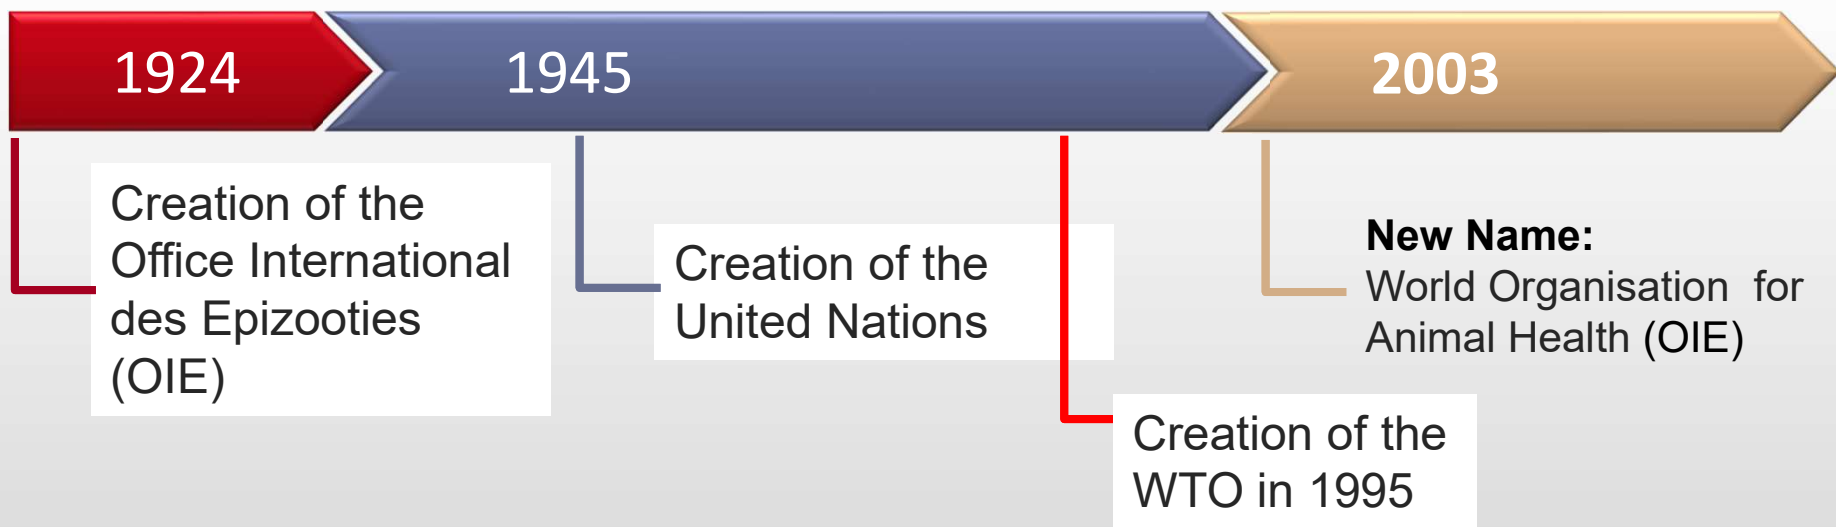 1924
1945
2003
Creation of the
Office International
des Epizooties
(OIE)
Creation of the
United Nations
Creation of the
WTO in 1995
New Name:
World Organisation  for
Animal Health (OIE)